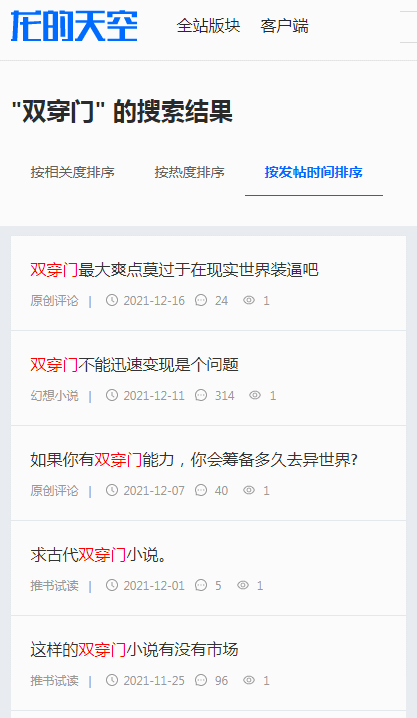 龙的天空 全站版块 客户端
"双穿门" 的搜索结果
按相关度排序 按热度排序 按发帖时间排序
双穿门最大爽点莫过于在现实世界装逼吧
原创评论 | 2021-12-16 24 1
双穿门不能迅速变现是个问题
幻想小说 | 2021-12-11 314 1
如果你有双穿门能力，你会筹备多久去异世界?
原创评论 | 2021-12-07 40 1
求古代双穿门小说。
推书试读 | 2021-12-01 5 1
这样的双穿门小说有没有市场
推书试读 | 2021-11-25 96 1